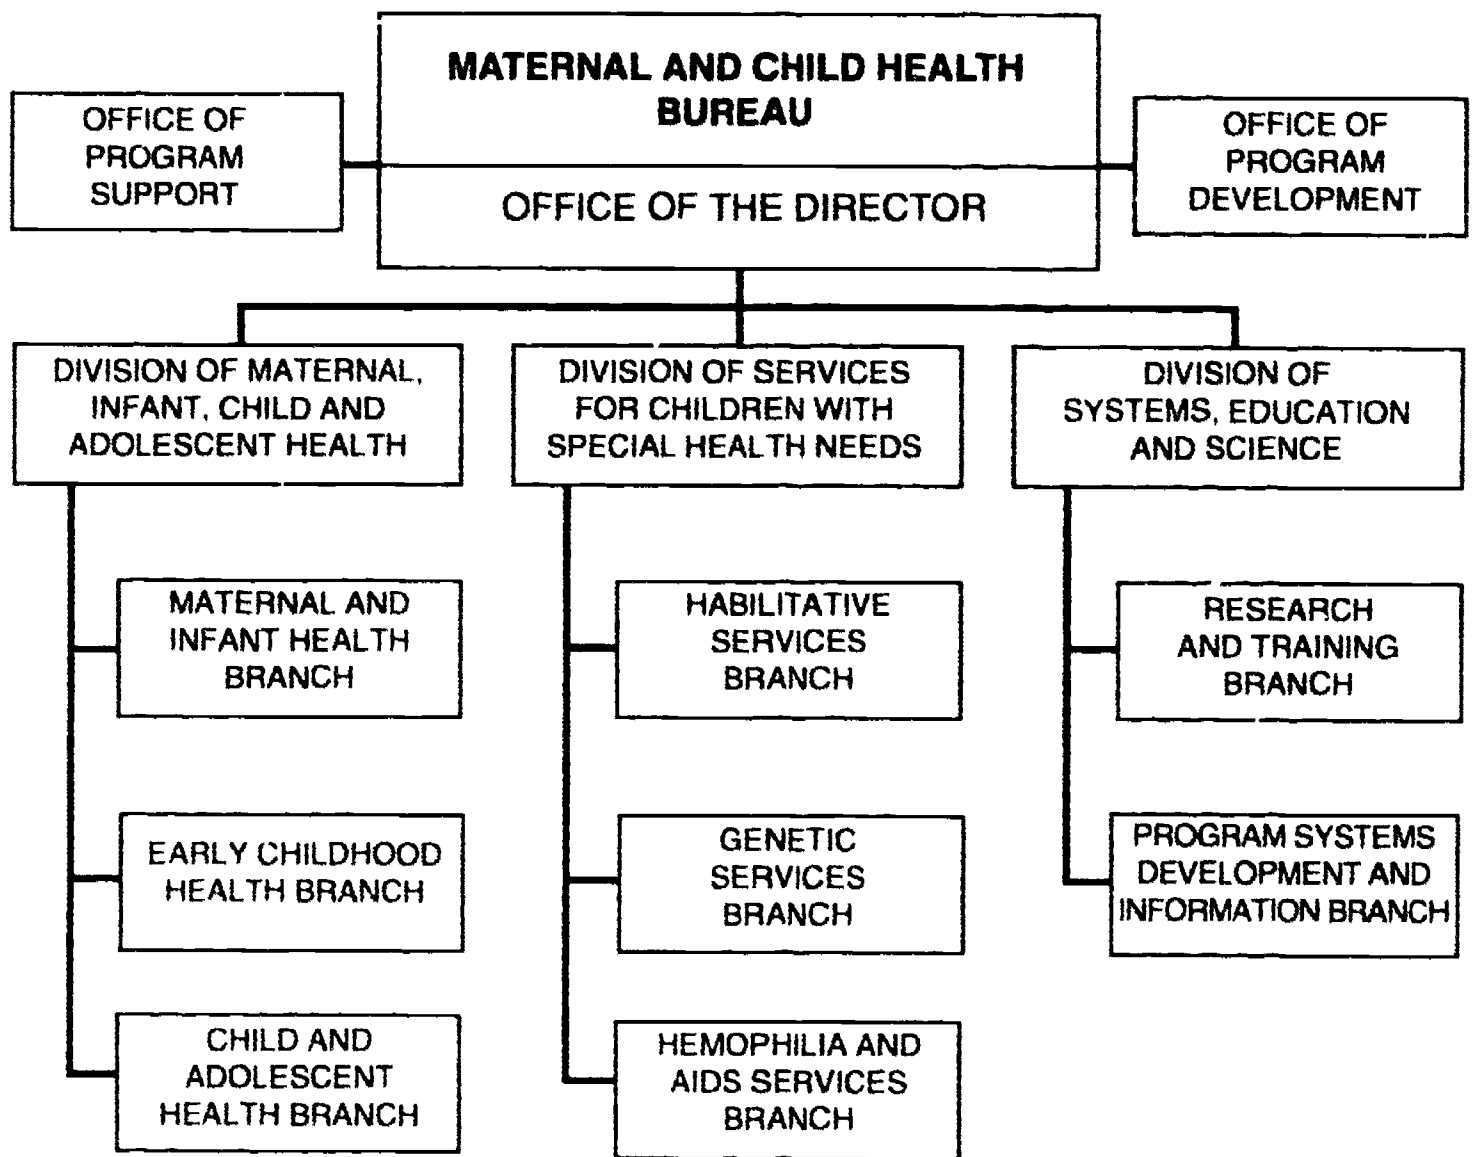 MATERNAL AND CHILD HEALTH
BUREAU
OFFICE OF THE DIRECTOR
OFFICE OF
PROGRAM
SUPPORT
OFFICE OF
PROGRAM
DEVELOPMENT
DIVISION OF MATERNAL,
INFANT, CHILD AND
ADOLESCENT HEALTH
MATERNAL AND
INFANT HEALTH
BRANCH
EARLY CHILDHOOD
HEALTH BRANCH
CHILD AND
ADOLESCENT
HEALTH BRANCH
DIVISION OF SERVICES
FOR CHILDREN WITH
SPECIAL HEALTH NEEDS
HABILITATIVE
SERVICES
BRANCH
GENETIC
SERVICES
BRANCH
HEMOPHILIA AND
AIDS SERVICES
BRANCH
DIVISION OF
SYSTEMS, EDUCATION
AND SCIENCE
RESEARCH
AND TRAINING
BRANCH
PROGRAM SYSTEMS
DEVELOPMENT AND
INFORMATION BRANCH